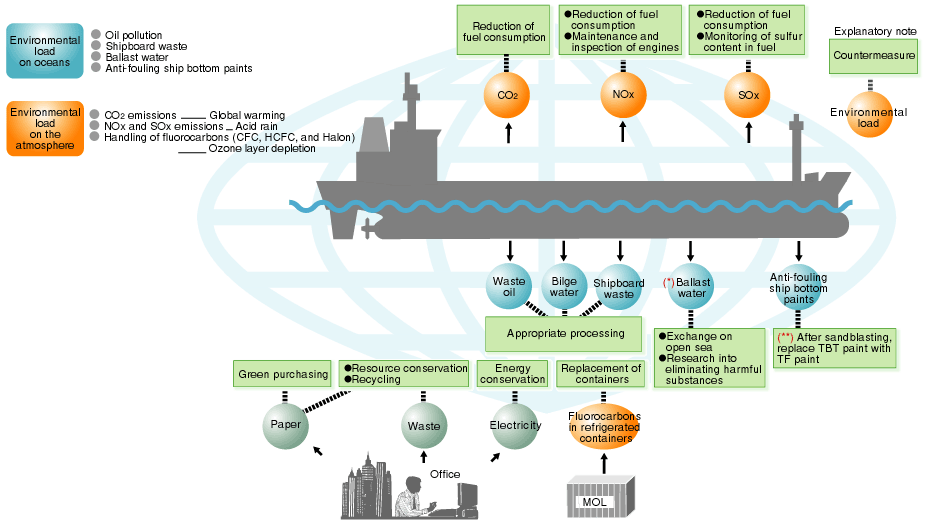 Environmental
load
on oceans
Oil pollution
Shipboard waste
Ballast water
Anti-fouling ship bottom paints
Environmental
load
on the
atmosphere
CO2 emissions ___ Global warming
NOx and SOx emissions _ Acid rain
Handling of fluorocarbons (CFC, HCFC, and Halon)
___ Ozone layer depletion
Reduction of
fuel consumption
●Reduction of fuel
consumption
●Maintenance and
inspection of engines
●Reduction of fuel
consumption
●Monitoring of sulfur
content in fuel
Explanatory note
Countermeasure
Environmental
load
CO2
NOx
SOx
Waste
oil
Bilge
water
Shipboard
waste
(*) Ballast
water
Anti-fouling
ship bottom
paints
Appropriate processing
●Exchange on
open sea
●Research into
eliminating harmful
substances
(**) After sandblasting,
replace TBT paint with
TF paint
Green purchasing
●Resource conservation
●Recycling
Energy
conservation
Replacement of
containers
Paper
Waste
Electricity
Fluorocarbons
in refrigerated
containers
Office
MOL